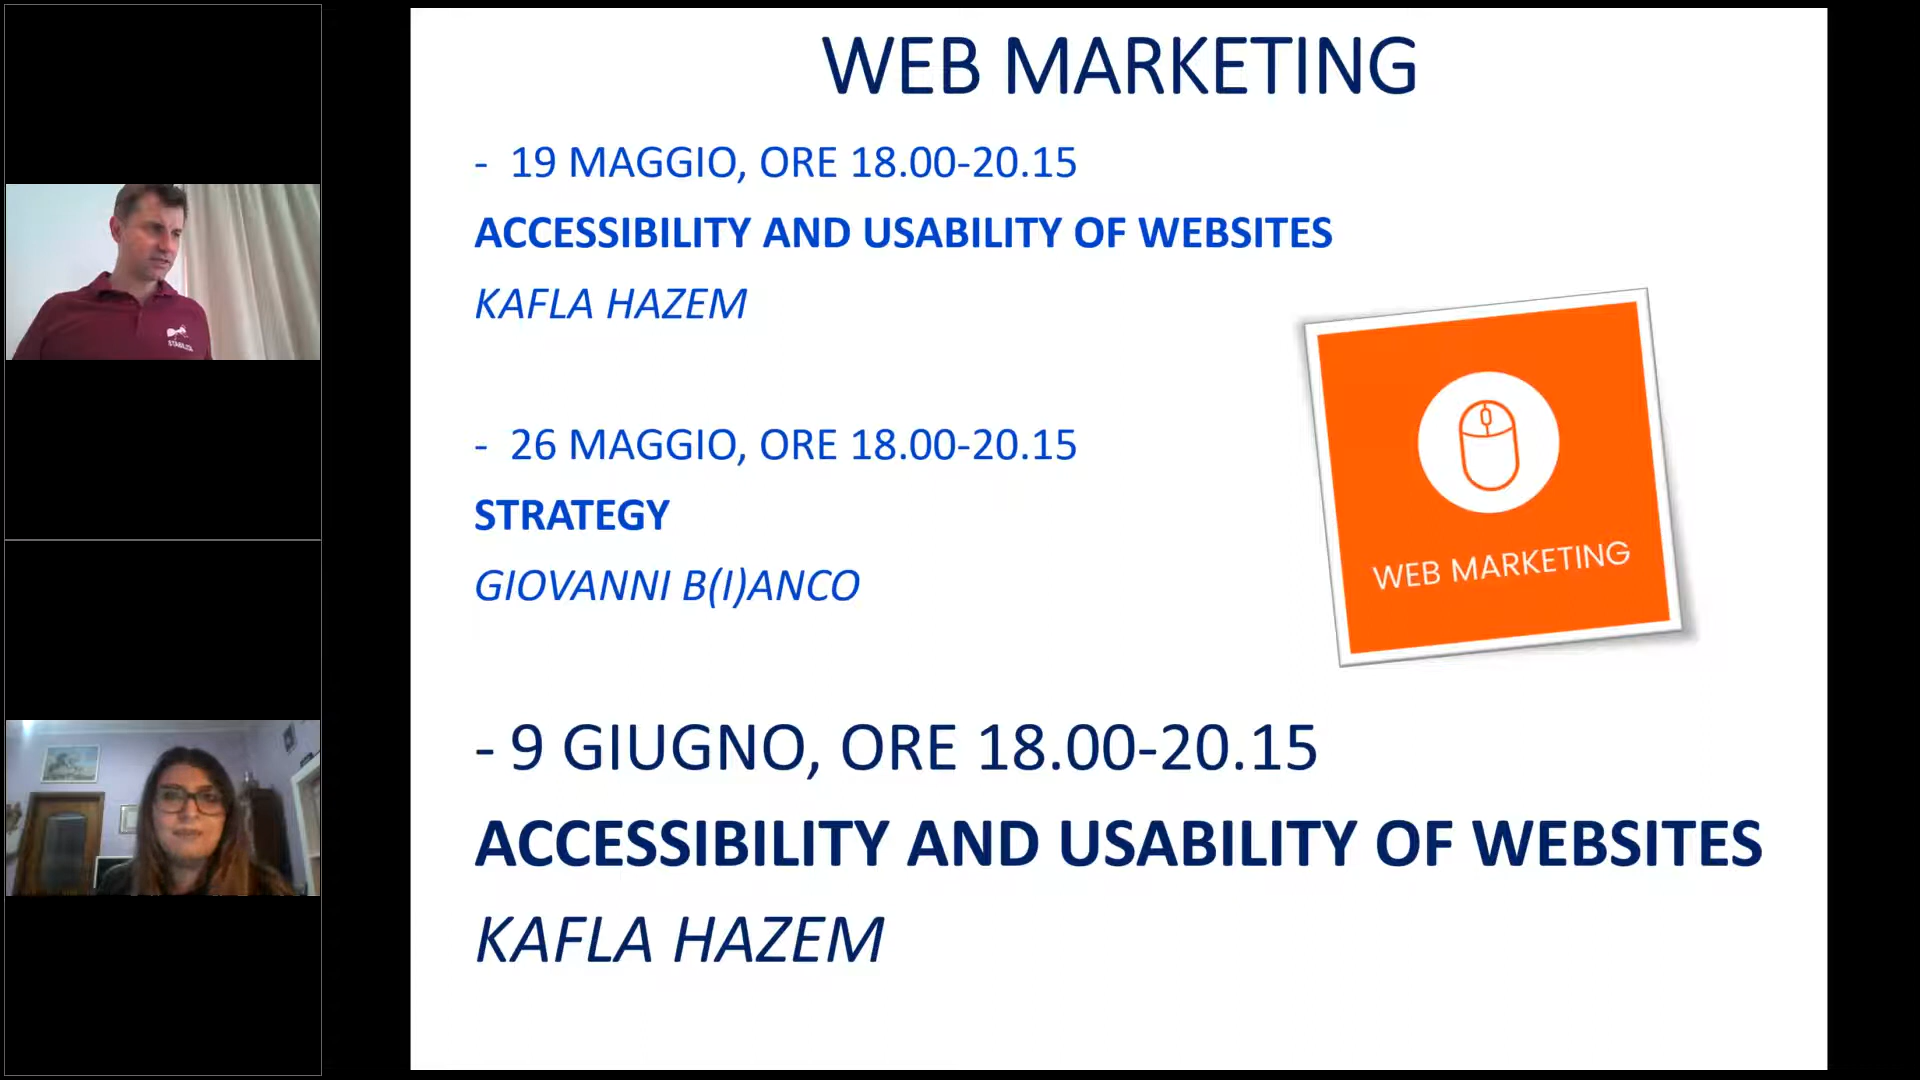 WEB MARKETING
- 19 MAGGIO, ORE 18.00-20.15
ACCESSIBILITY AND USABILITY OF WEBSITES
KAFLA HAZEM
- 26 MAGGIO, ORE 18.00-20.15
STRATEGY
GIOVANNI B(I)ANCO
WEB MARKETING
- 9 GIUGNO, ORE 18.00-20.15
ACCESSIBILITY AND USABILITY OF WEBSITES
KAFLA HAZEM